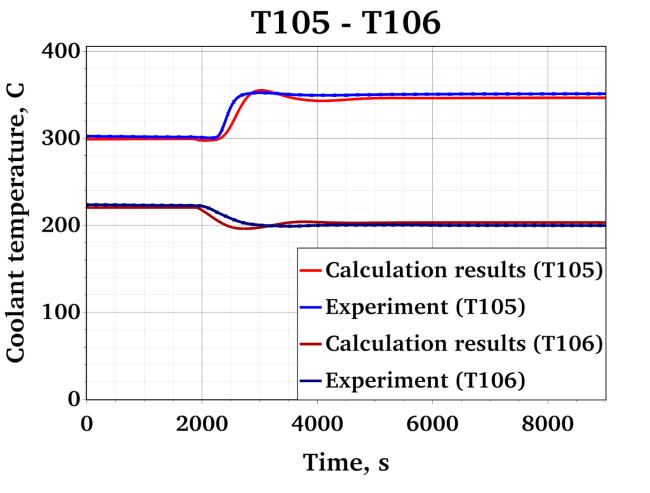 T105 - T106
Coolant temperature, C
400
300
200
100
0
Calculation results (T105)
Experiment (T105)
Calculation results (T106)
Experiment (T106)
0 2000 4000 6000 8000
Time, s